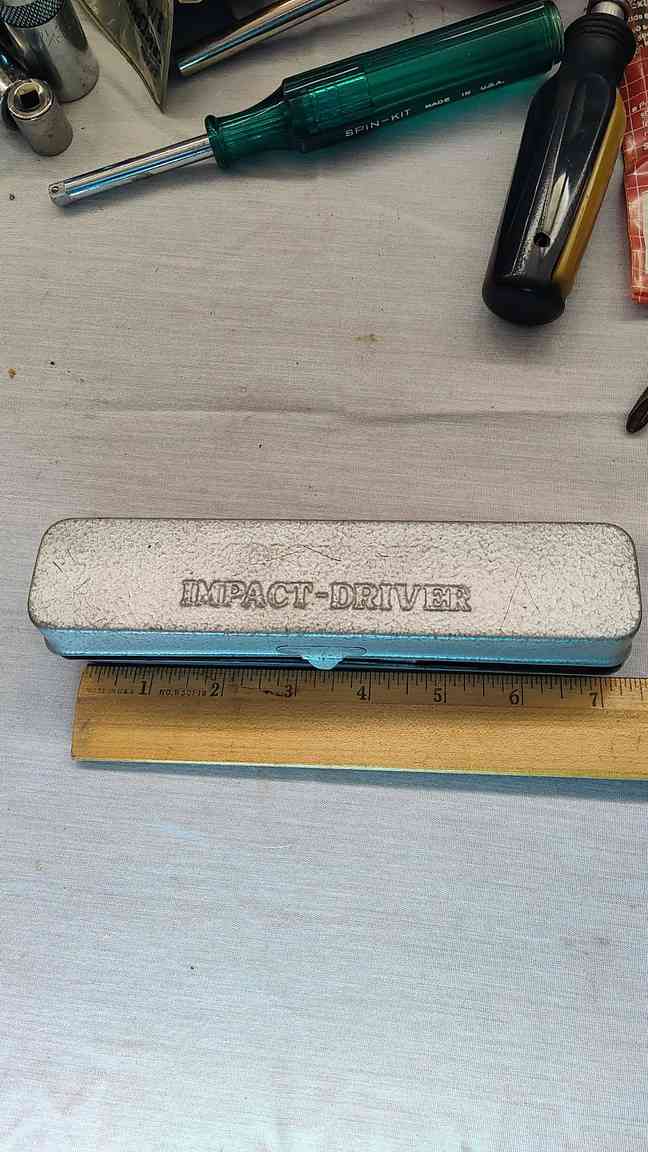 SPIN-KIT MADE IN U.S.A.
IMPACT-DRIVER
1 2 3 4 5 6 7